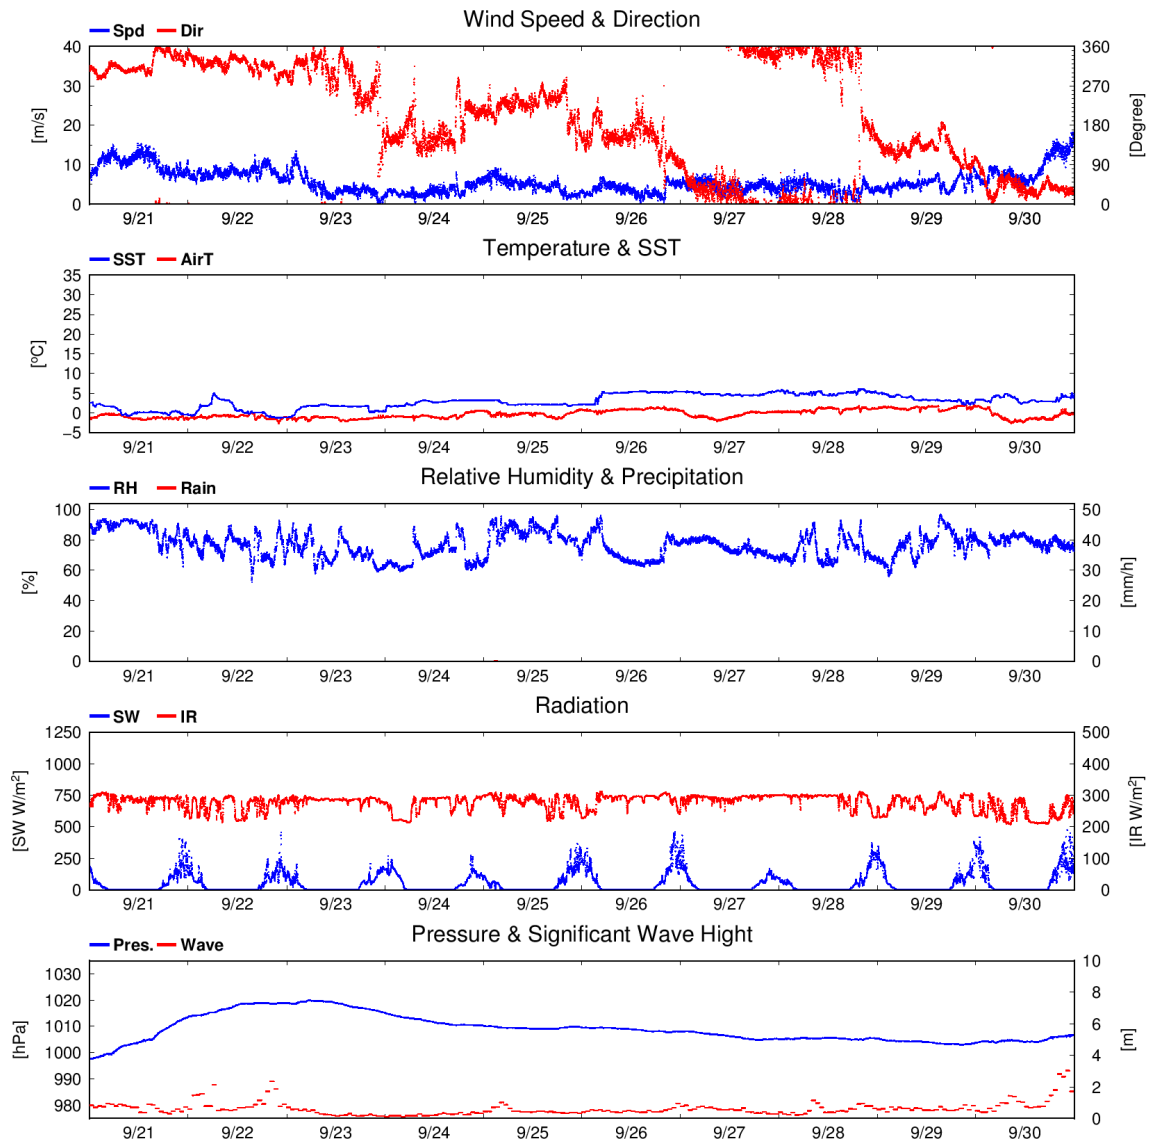 Wind Speed & Direction
Spd Dir
40 360
30 270
[m/s] [Degree]
20 180
10 90
0 0
9/21 9/22 9/23 9/24 9/25 9/26 9/27 9/28 9/29 9/30
Temperature & SST
SST AirT
35
30
25
20
[°C]
15
10
5
0
−5
9/21 9/22 9/23 9/24 9/25 9/26 9/27 9/28 9/29 9/30
Relative Humidity & Precipitation
RH Rain
100 50
80 40
60 30
[%] [mm/h]
40 20
20 10
0 0
9/21 9/22 9/23 9/24 9/25 9/26 9/27 9/28 9/29 9/30
Radiation
SW IR
1250 500
1000 400
750 300
[SW W/m²] [IR W/m²]
500 200
250 100
0 0
9/21 9/22 9/23 9/24 9/25 9/26 9/27 9/28 9/29 9/30
Pressure & Significant Wave Hight
Pres. Wave
10
1030
8
1020
6
1010
[hPa] [m]
1000 4
990
2
980
0
9/21 9/22 9/23 9/24 9/25 9/26 9/27 9/28 9/29 9/30